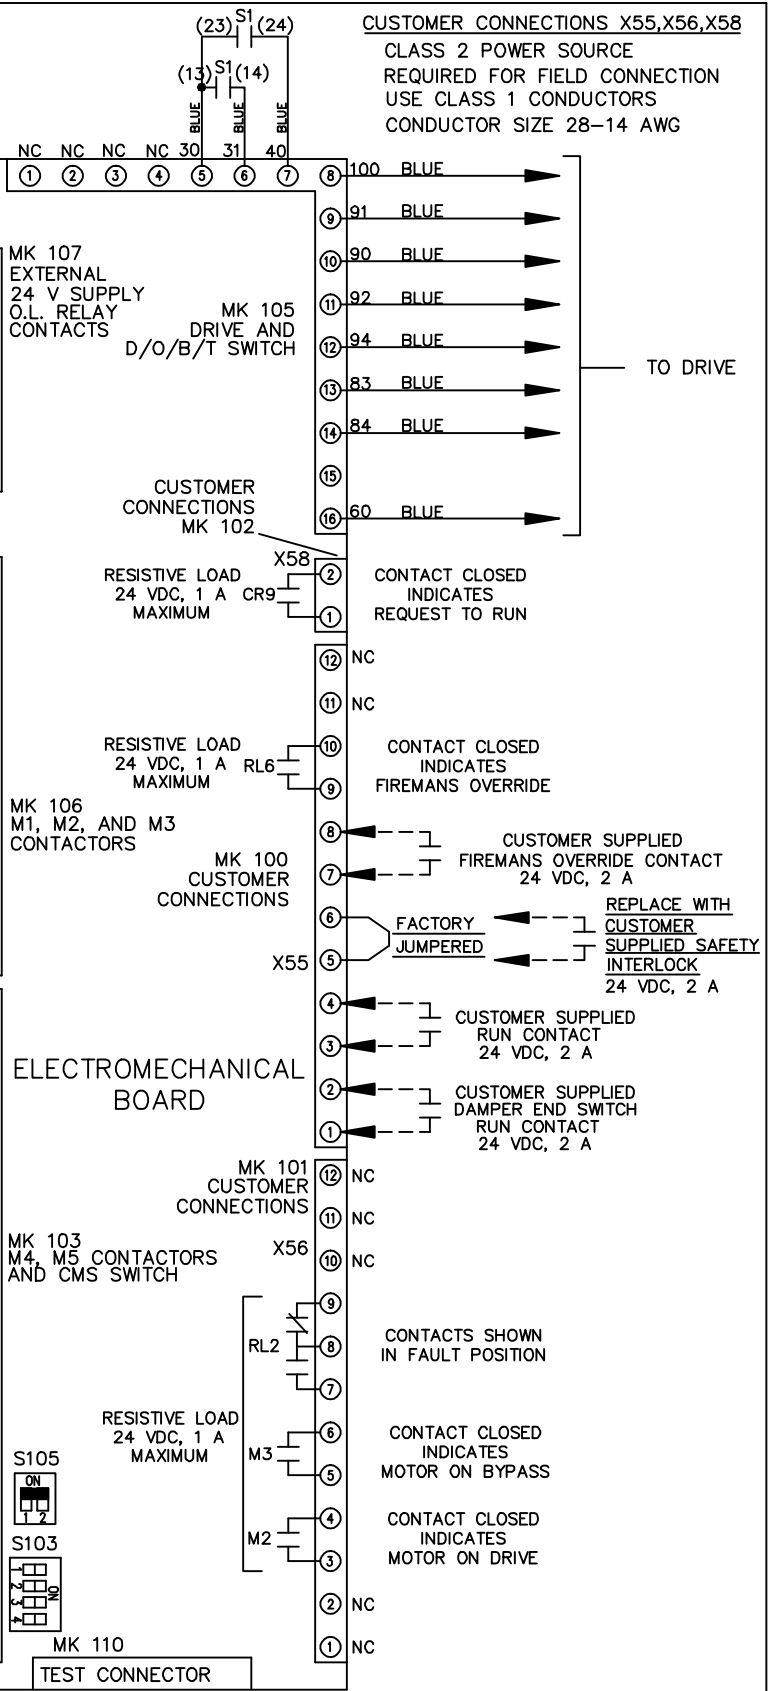 (23) S1 (24)
CUSTOMER CONNECTIONS X55,X56,X58
CLASS 2 POWER SOURCE
REQUIRED FOR FIELD CONNECTION
USE CLASS 1 CONDUCTORS
CONDUCTOR SIZE 28-14 AWG
(13) S1 (14)
BLUE BLUE BLUE
NC NC NC NC 30 31 40
1 2 3 4 5 6 7 8 100 BLUE
9 91 BLUE
10 90 BLUE
11 92 BLUE
12 94 BLUE
13 83 BLUE
14 84 BLUE
15
16 60 BLUE
TO DRIVE
MK 107
EXTERNAL
24 V SUPPLY
O.L. RELAY
CONTACTS
MK 105
DRIVE AND
D/O/B/T SWITCH
CUSTOMER
CONNECTIONS
MK 102
X58
2
1
RESISTIVE LOAD
24 VDC, 1 A
MAXIMUM
CR9
CONTACT CLOSED
INDICATES
REQUEST TO RUN
12 NC
11 NC
10
9
RESISTIVE LOAD
24 VDC, 1 A
MAXIMUM
RL6
CONTACT CLOSED
INDICATES
FIREMANS OVERRIDE
MK 106
M1, M2, AND M3
CONTACTORS
MK 100
CUSTOMER
CONNECTIONS
X55
8
7
CUSTOMER SUPPLIED
FIREMANS OVERRIDE CONTACT
24 VDC, 2 A
6
5
FACTORY
JUMPERED
REPLACE WITH
CUSTOMER
SUPPLIED SAFETY
INTERLOCK
24 VDC, 2 A
4
3
CUSTOMER SUPPLIED
RUN CONTACT
24 VDC, 2 A
2
1
CUSTOMER SUPPLIED
DAMPER END SWITCH
RUN CONTACT
24 VDC, 2 A
ELECTROMECHANICAL
BOARD
MK 101
CUSTOMER
CONNECTIONS
X56
12 NC
11 NC
10 NC
MK 103
M4, M5 CONTACTORS
AND CMS SWITCH
9
8
7
RL2
CONTACTS SHOWN
IN FAULT POSITION
RESISTIVE LOAD
24 VDC, 1 A
MAXIMUM
6
5
M3
CONTACT CLOSED
INDICATES
MOTOR ON BYPASS
4
3
M2
CONTACT CLOSED
INDICATES
MOTOR ON DRIVE
2 NC
1 NC
S105
ON
1 2
S103
1
2
3
4
ON
MK 110
TEST CONNECTOR